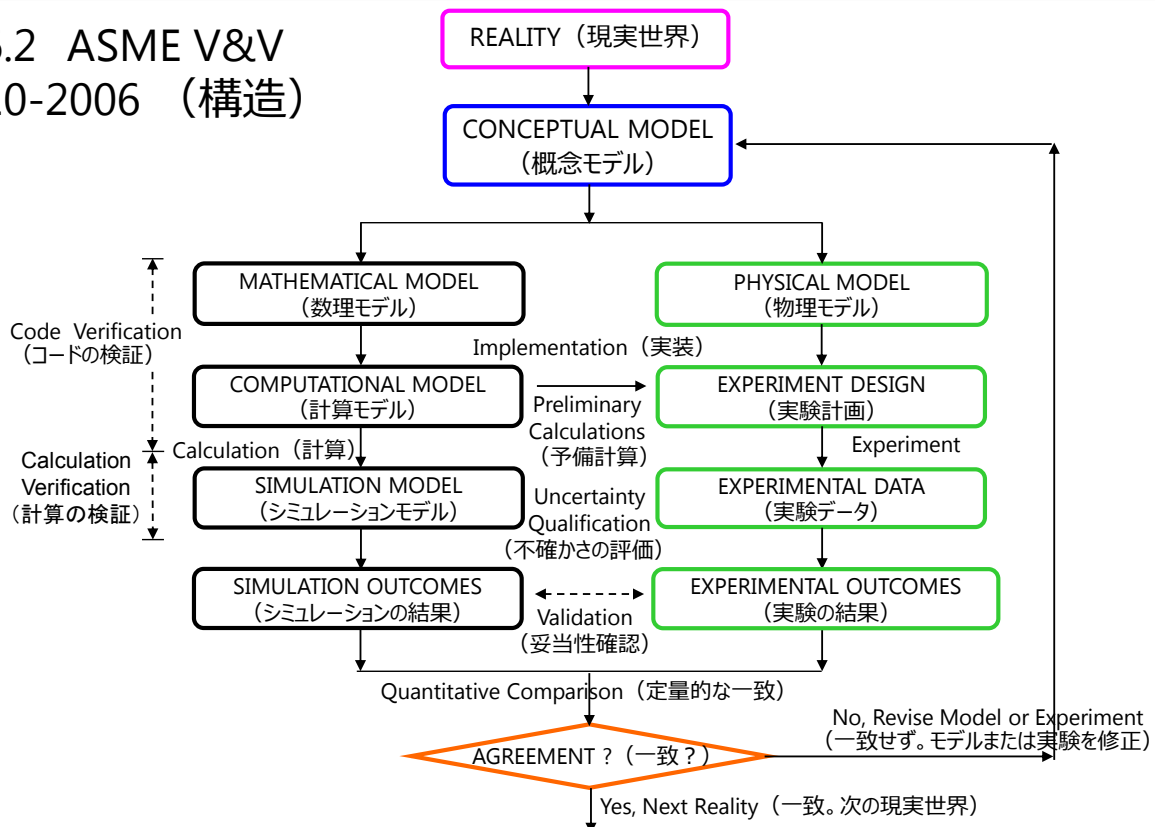 .2 ASME V&V
0-2006 （構造）
REALITY（現実世界）
CONCEPTUAL MODEL
（概念モデル）
MATHEMATICAL MODEL
（数理モデル）
PHYSICAL MODEL
（物理モデル）
Code Verification
（コードの検証）
Implementation（実装）
COMPUTATIONAL MODEL
（計算モデル）
Preliminary
Calculations
（予備計算）
EXPERIMENT DESIGN
（実験計画）
Calculation（計算）
Experiment
Calculation
Verification
（計算の検証）
SIMULATION MODEL
（シミュレーションモデル）
Uncertainty
Qualification
（不確かさの評価）
EXPERIMENTAL DATA
（実験データ）
SIMULATION OUTCOMES
（シミュレーションの結果）
Validation
（妥当性確認）
EXPERIMENTAL OUTCOMES
（実験の結果）
Quantitative Comparison（定量的な一致）
AGREEMENT ?（一致？）
No, Revise Model or Experiment
（一致せず。モデルまたは実験を修正）
Yes, Next Reality（一致。次の現実世界）